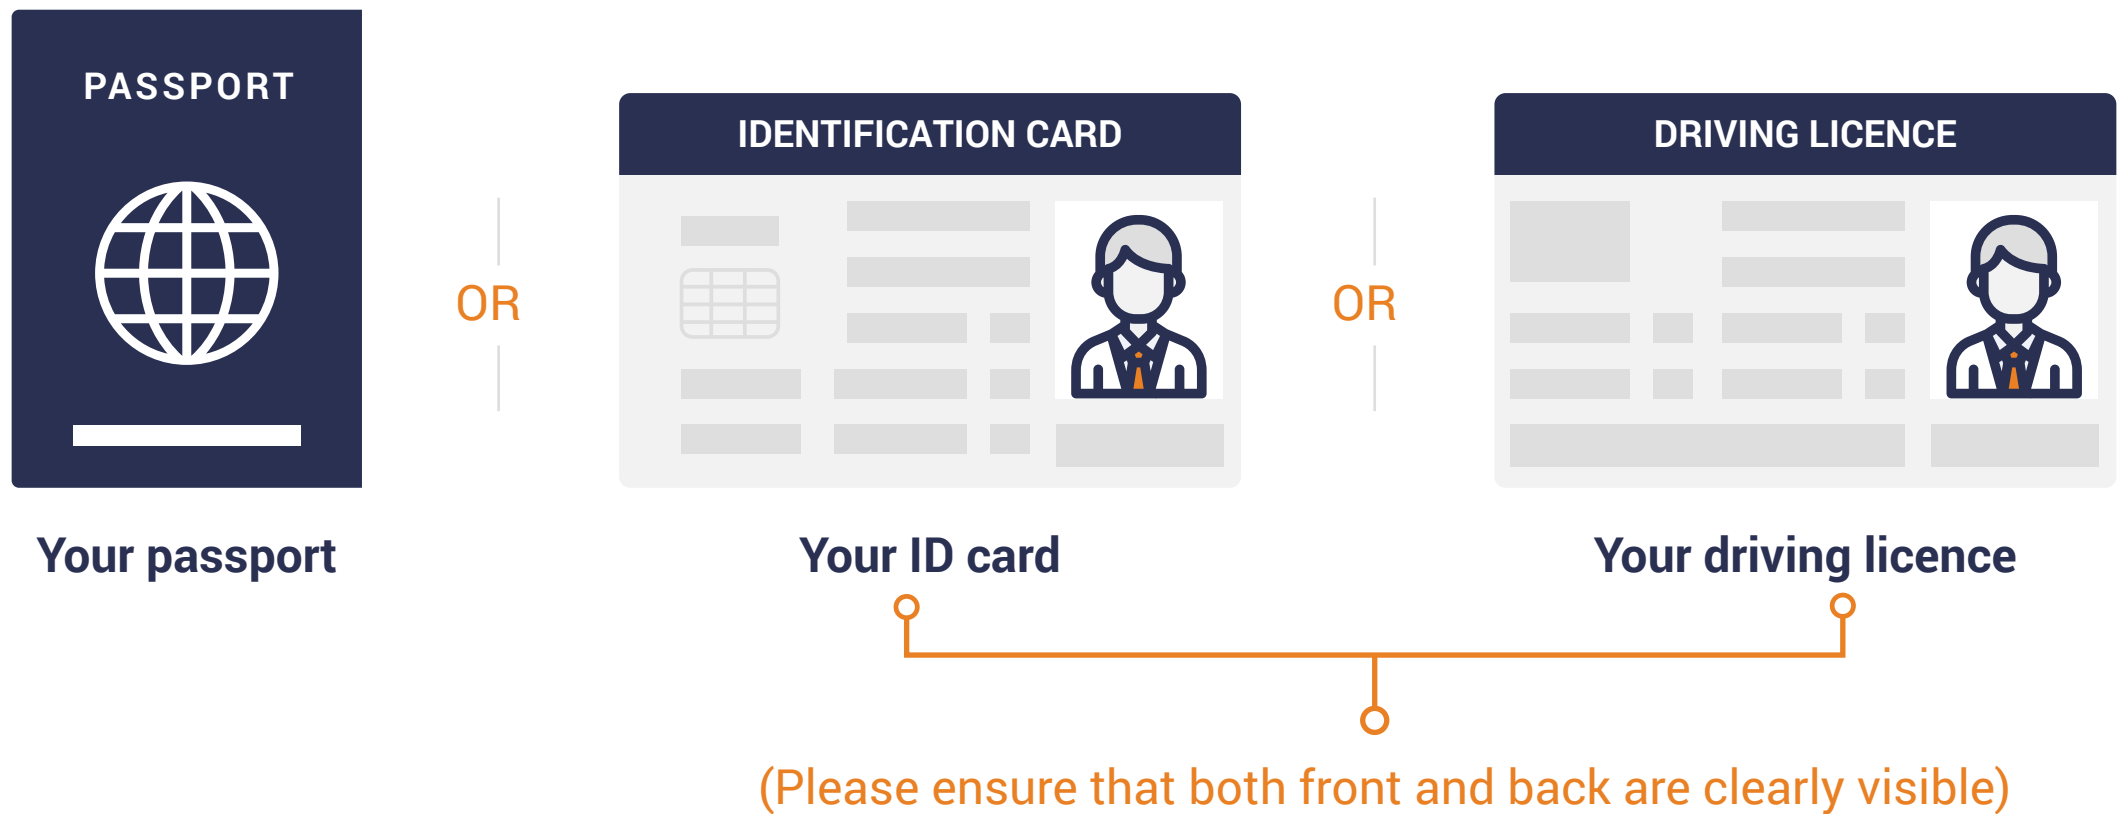 PASSPORT
IDENTIFICATION CARD
DRIVING LICENCE
OR
OR
Your passport
Your ID card
Your driving licence
(Please ensure that both front and back are clearly visible)